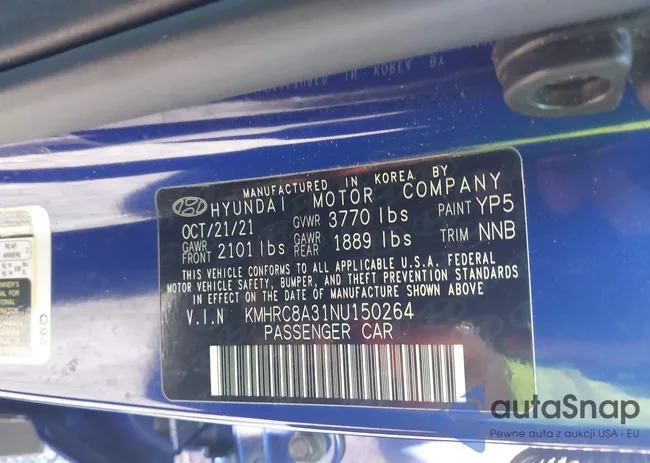 MANUFACTURED IN KOREA BY
HYUNDAI MOTOR COMPANY
OCT/21/21 GVWR 3770 lbs PAINT YP5
GAWR FRONT 2101 lbs GAWR REAR 1889 lbs TRIM NNB
THIS VEHICLE CONFORMS TO ALL APPLICABLE U.S.A. FEDERAL
MOTOR VEHICLE SAFETY, BUMPER, AND THEFT PREVENTION STANDARDS
IN EFFECT ON THE DATE OF MANUFACTURE SHOWN ABOVE
V.I.N KMHRC8A31NU150264
PASSENGER CAR
autaSnap
Pewne auta z aukcji USA i EU